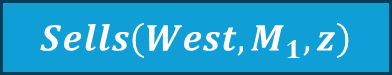 Sells(West, M₁, z)